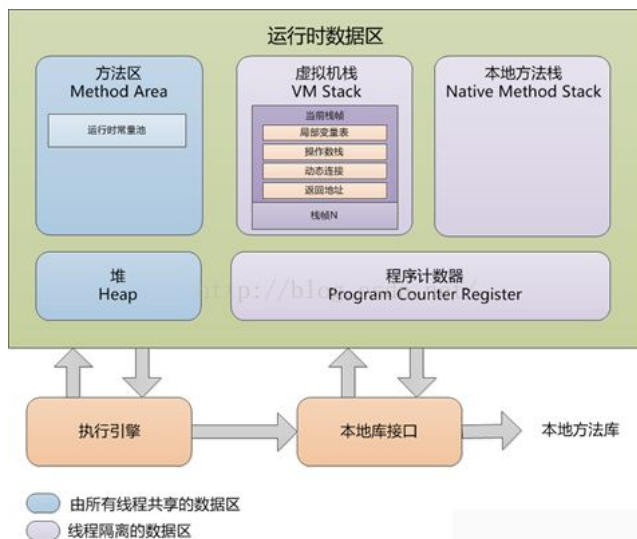 运行时数据区
方法区
Method Area
运行时常量池
虚拟机栈
VM Stack
当前栈帧
局部变量表
操作数栈
动态连接
返回地址
栈帧N
本地方法栈
Native Method Stack
堆
Heap
程序计数器
Program Counter Register
执行引擎
本地库接口
本地方法库
由所有线程共享的数据区
线程隔离的数据区